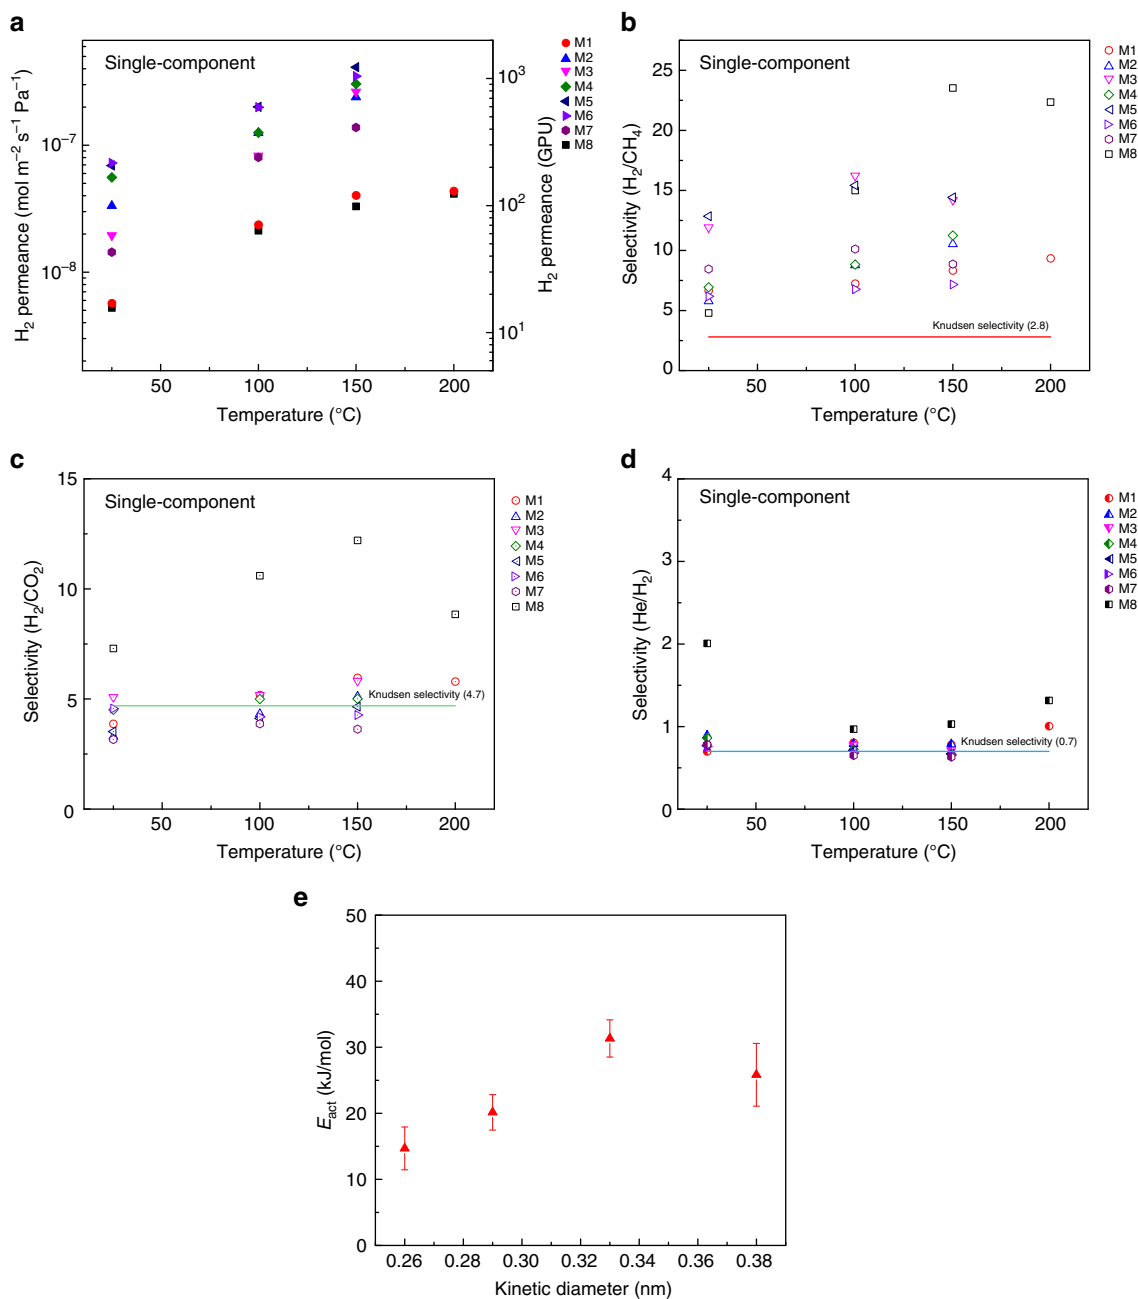 a
Single-component
H2 permeance (mol m−2 s−1 Pa−1)
10−7
10−8
H2 permeance (GPU)
10³
10²
10¹
50 100 150 200
Temperature (°C)
M1
M2
M3
M4
M5
M6
M7
M8
b
Single-component
Selectivity (H2/CH4)
25
20
15
10
5
0
Knudsen selectivity (2.8)
50 100 150 200
Temperature (°C)
M1
M2
M3
M4
M5
M6
M7
M8
c
Single-component
Selectivity (H2/CO2)
15
10
5
0
Knudsen selectivity (4.7)
50 100 150 200
Temperature (°C)
M1
M2
M3
M4
M5
M6
M7
M8
d
Single-component
Selectivity (He/H2)
4
3
2
1
0
Knudsen selectivity (0.7)
50 100 150 200
Temperature (°C)
M1
M2
M3
M4
M5
M6
M7
M8
e
Eact (kJ/mol)
50
40
30
20
10
0
0.26 0.28 0.30 0.32 0.34 0.36 0.38
Kinetic diameter (nm)